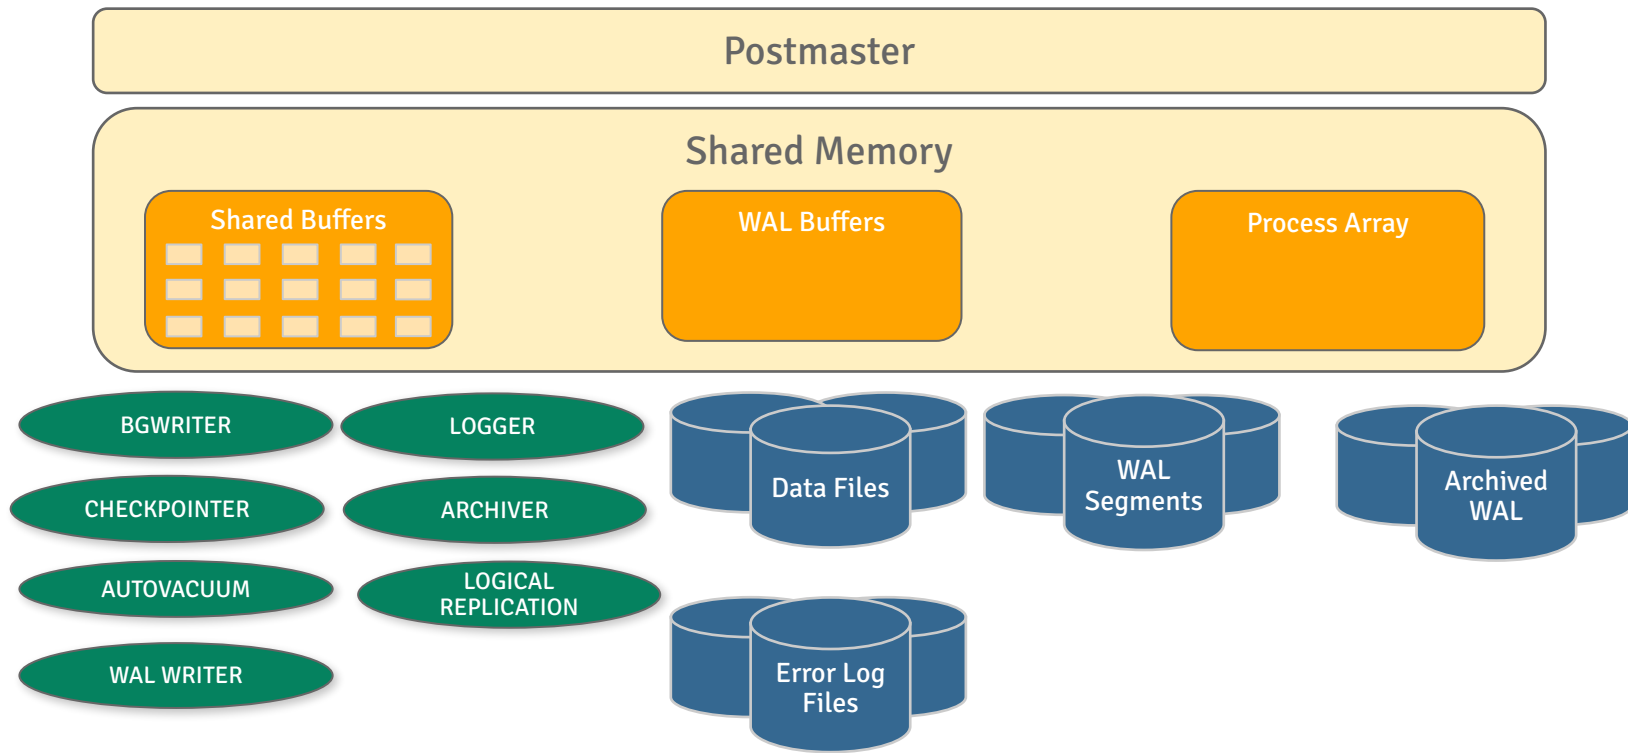 Postmaster
Shared Memory
Shared Buffers
WAL Buffers
Process Array
BGWRITER
LOGGER
CHECKPOINTER
ARCHIVER
AUTOVACUUM
LOGICAL
REPLICATION
WAL WRITER
Data Files
WAL
Segments
Archived
WAL
Error Log
Files